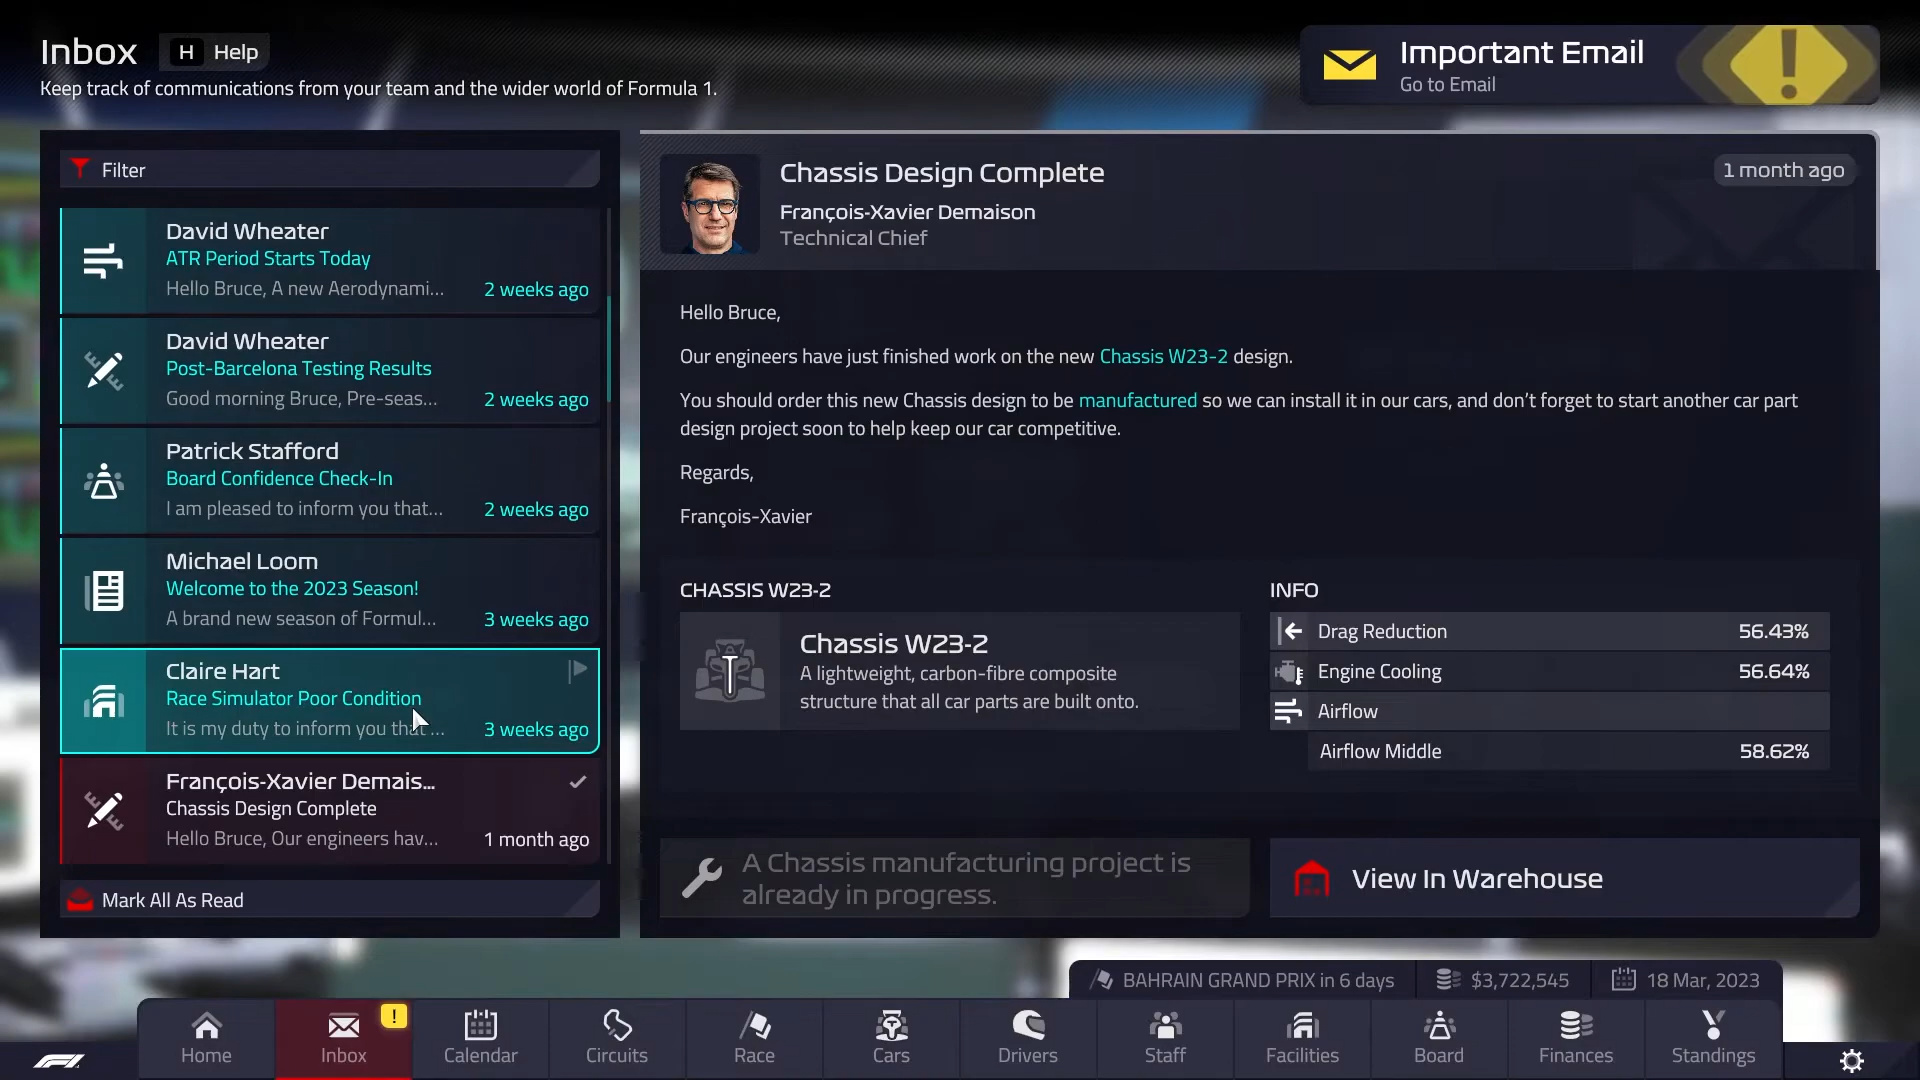 Inbox
H Help
Keep track of communications from your team and the wider world of Formula 1.
Important Email
Go to Email
Filter
David Wheater
ATR Period Starts Today
Hello Bruce, A new Aerodynami...
2 weeks ago
David Wheater
Post-Barcelona Testing Results
Good morning Bruce, Pre-seas...
2 weeks ago
Patrick Stafford
Board Confidence Check-In
I am pleased to inform you that...
2 weeks ago
Michael Loom
Welcome to the 2023 Season!
A brand new season of Formul...
3 weeks ago
Claire Hart
Race Simulator Poor Condition
It is my duty to inform you that ...
3 weeks ago
François-Xavier Demais...
Chassis Design Complete
Hello Bruce, Our engineers hav...
1 month ago
Mark All As Read
Chassis Design Complete
1 month ago
François-Xavier Demaison
Technical Chief
Hello Bruce,
Our engineers have just finished work on the new Chassis W23-2 design.
You should order this new Chassis design to be manufactured so we can install it in our cars, and don't forget to start another car part
design project soon to help keep our car competitive.
Regards,
François-Xavier
CHASSIS W23-2
Chassis W23-2
A lightweight, carbon-fibre composite
structure that all car parts are built onto.
INFO
Drag Reduction 56.43%
Engine Cooling 56.64%
Airflow
Airflow Middle 58.62%
A Chassis manufacturing project is
already in progress.
View In Warehouse
BAHRAIN GRAND PRIX in 6 days
$3,722,545
18 Mar, 2023
Home
Inbox
Calendar
Circuits
Race
Cars
Drivers
Staff
Facilities
Board
Finances
Standings